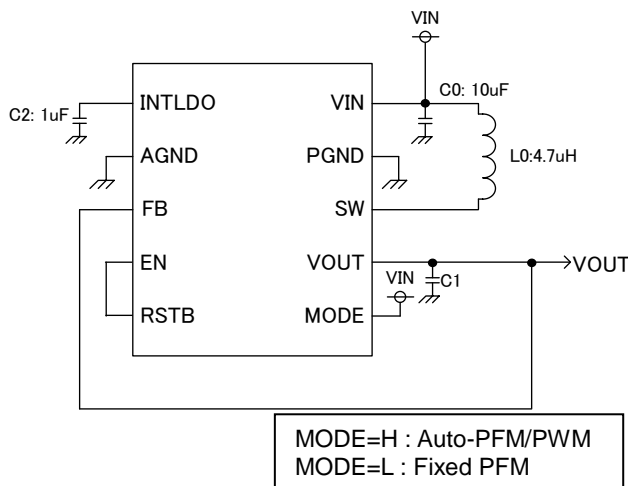 VIN
C2: 1uF
INTLDO
VIN
C0: 10uF
AGND
PGND
L0:4.7uH
FB
SW
EN
VOUT
VOUT
VIN
C1
RSTB
MODE
MODE=H : Auto-PFM/PWM
MODE=L : Fixed PFM